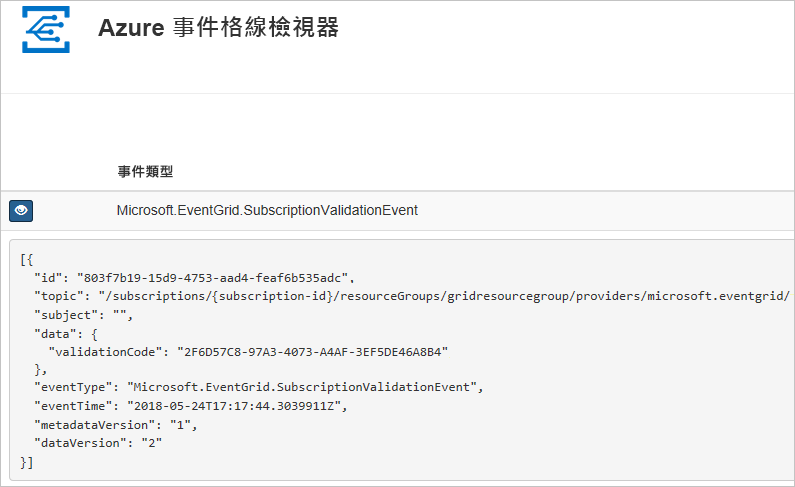 Azure 事件格線檢視器
事件類型
Microsoft.EventGrid.SubscriptionValidationEvent
[{
  "id": "803f7b19-15d9-4753-aad4-feaf6b535adc",
  "topic": "/subscriptions/{subscription-id}/resourceGroups/gridresourcegroup/providers/microsoft.eventgrid/
  "subject": "",
  "data": {
    "validationCode": "2F6D57C8-97A3-4073-A4AF-3EF5DE46A8B4"
  },
  "eventType": "Microsoft.EventGrid.SubscriptionValidationEvent",
  "eventTime": "2018-05-24T17:17:44.3039911Z",
  "metadataVersion": "1",
  "dataVersion": "2"
}]